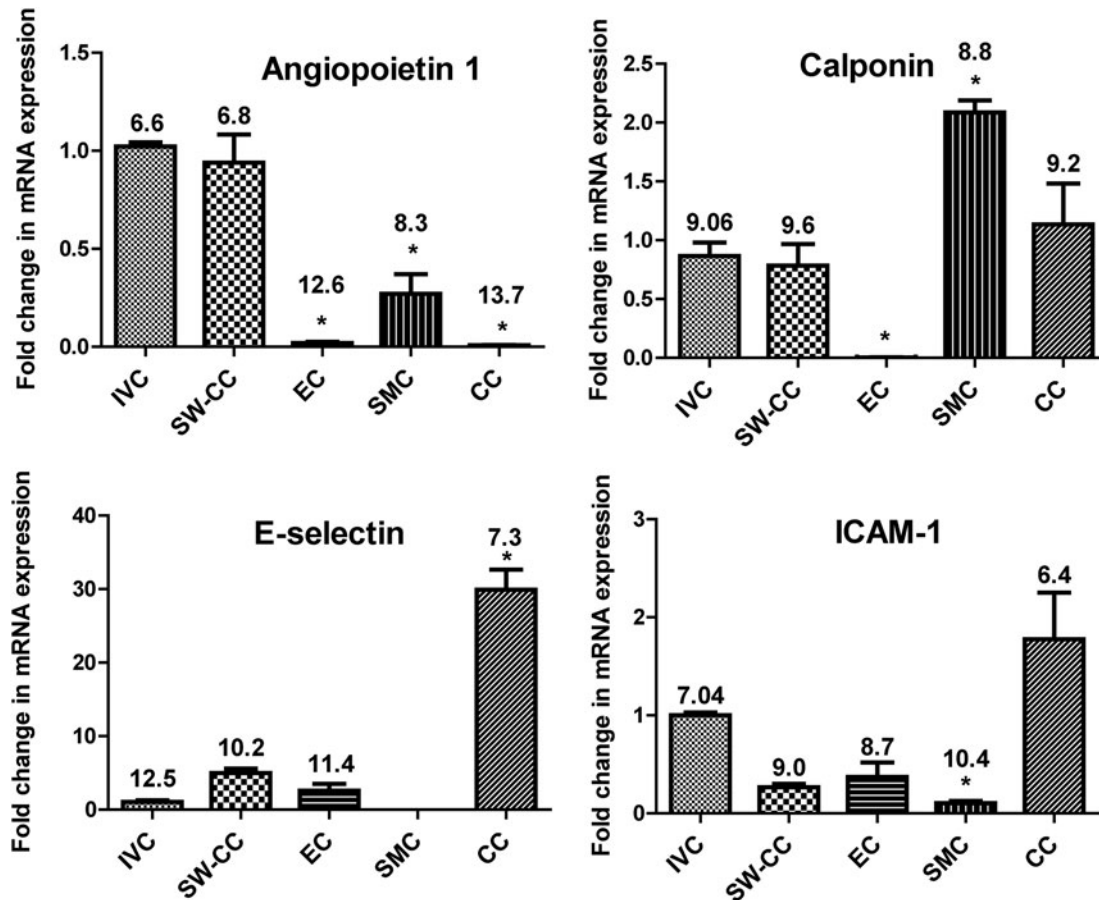 Angiopoietin 1
Fold change in mRNA expression
1.5
1.0
0.5
0.0
6.6
6.8
12.6
*
8.3
*
13.7
*
IVC
SW-CC
EC
SMC
CC
Calponin
Fold change in mRNA expression
2.5
2.0
1.5
1.0
0.5
0.0
9.06
9.6
*
8.8
*
9.2
IVC
SW-CC
EC
SMC
CC
E-selectin
Fold change in mRNA expression
40
30
20
10
0
12.5
10.2
11.4
7.3
*
IVC
SW-CC
EC
SMC
CC
ICAM-1
Fold change in mRNA expression
3
2
1
0
7.04
9.0
8.7
10.4
*
6.4
IVC
SW-CC
EC
SMC
CC